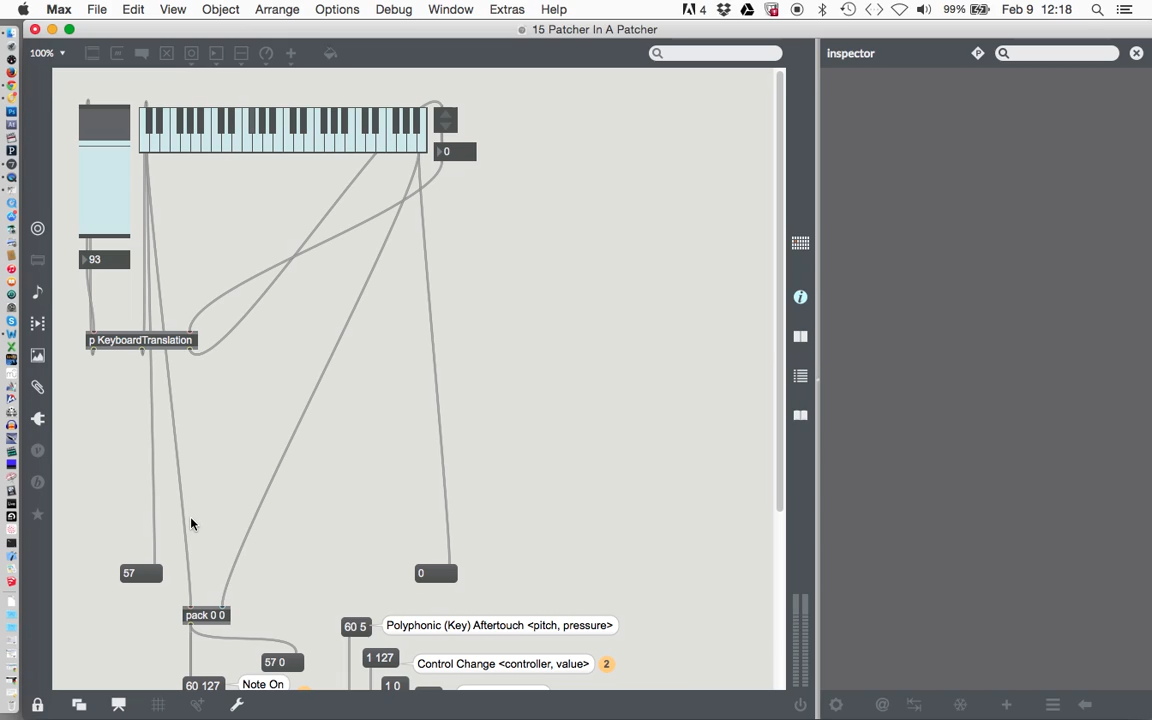 Max File Edit View Object Arrange Options Debug Window Extras Help 4 99% Feb 9 12:18
15 Patcher In A Patcher
100%
inspector
0
93
p KeyboardTranslation
57
0
pack 0 0
60 5 Polyphonic (Key) Aftertouch <pitch, pressure>
57 0
1 127 Control Change <controller, value> 2
60 127 Note On
1 0